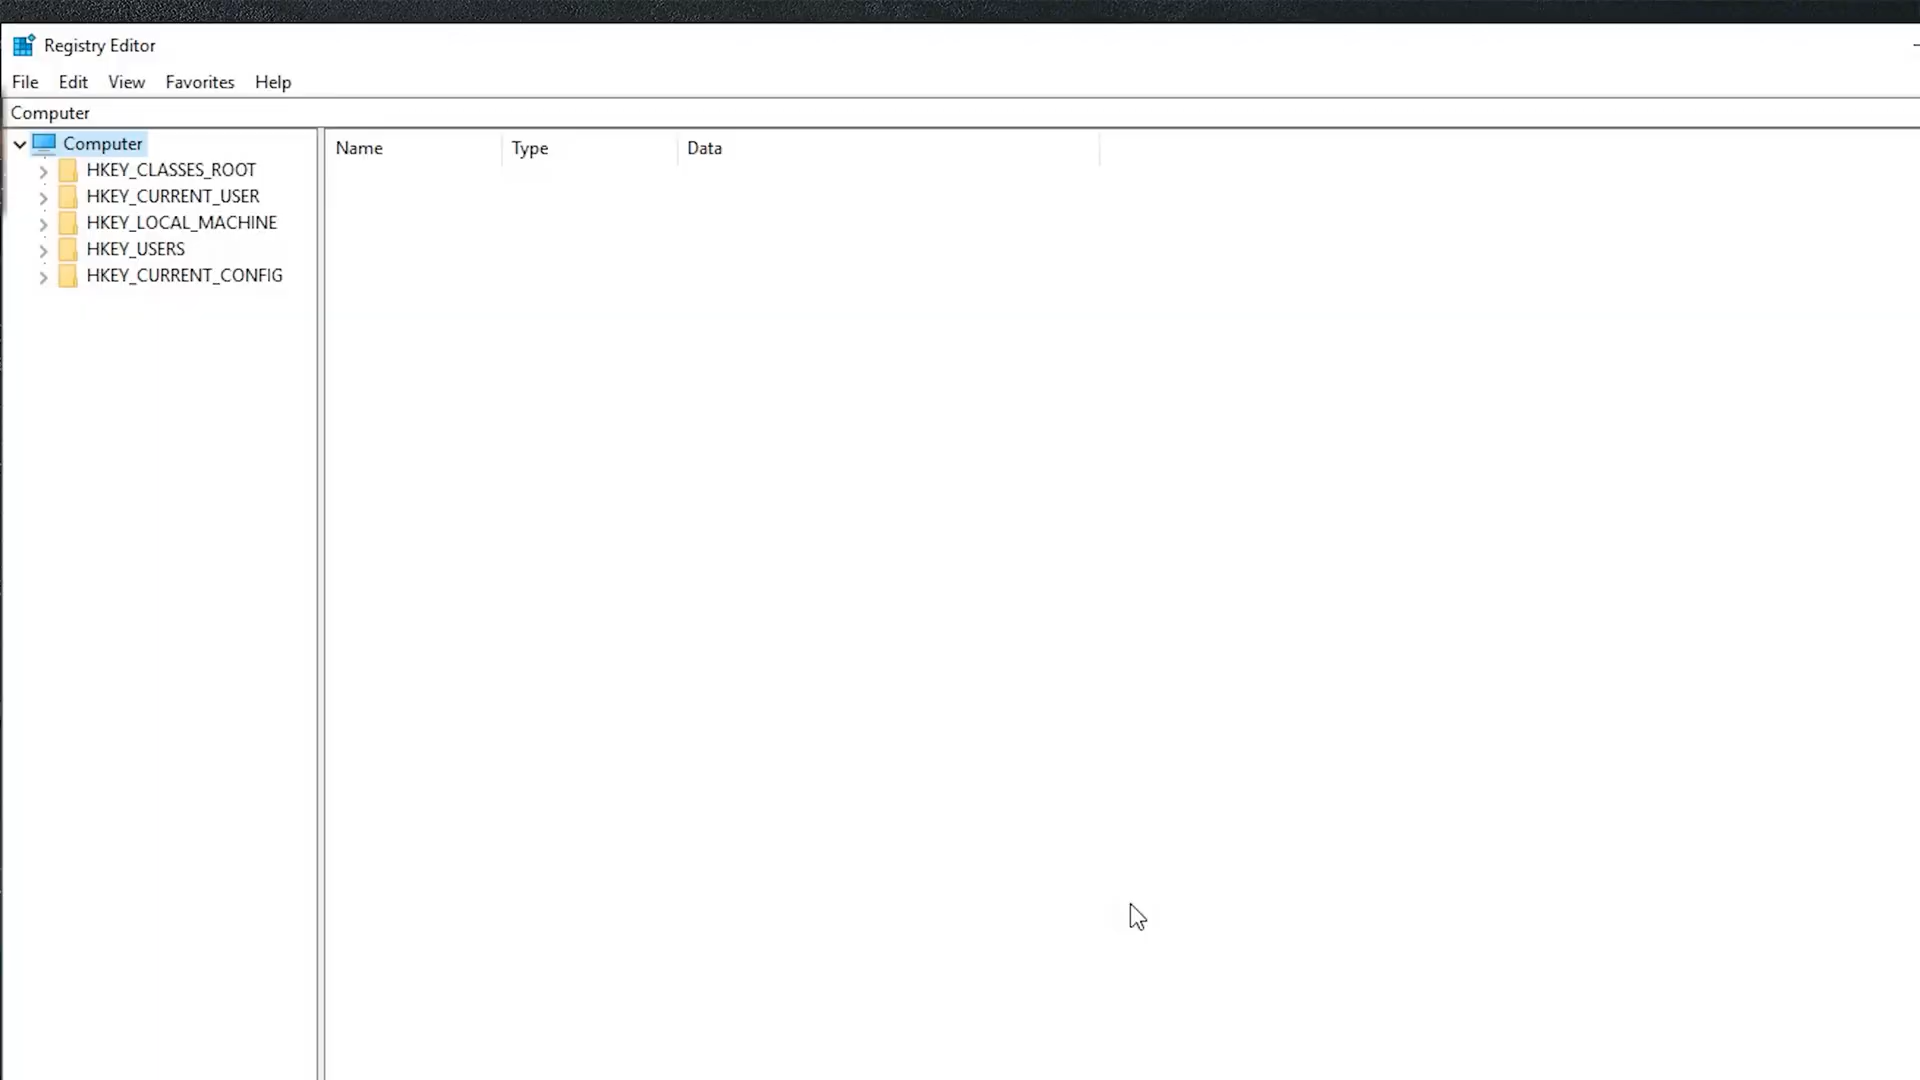 Registry Editor
File Edit View Favorites Help
Computer
Computer
HKEY_CLASSES_ROOT
HKEY_CURRENT_USER
HKEY_LOCAL_MACHINE
HKEY_USERS
HKEY_CURRENT_CONFIG
Name Type Data